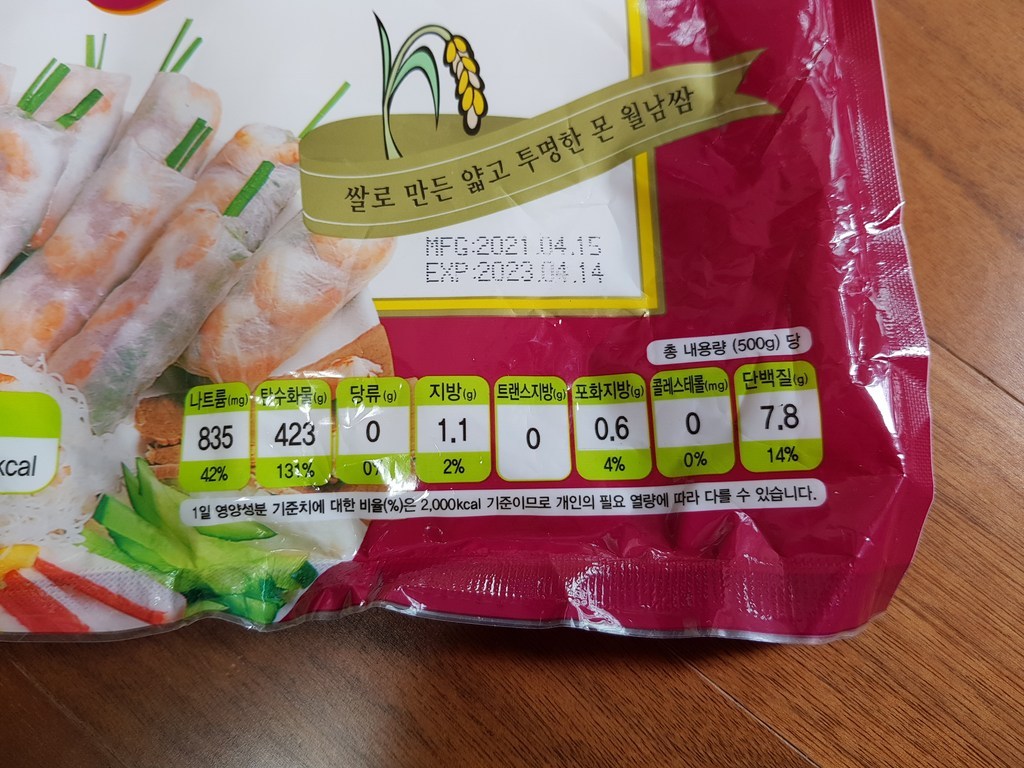 쌀로 만든 얇고 투명한 몬 월남쌈
MFG:2021.04.15
EXP:2023.04.14
총 내용량 (500g) 당
나트륨(mg) 탄수화물(g) 당류(g) 지방(g) 트랜스지방(g) 포화지방(g) 콜레스테롤(mg) 단백질(g)
835 423 0 1.1 0 0.6 0 7.8
42% 131% 0% 2% 4% 0% 14%
kcal
1일 영양성분 기준치에 대한 비율(%)은 2,000kcal 기준이므로 개인의 필요 열량에 따라 다를 수 있습니다.